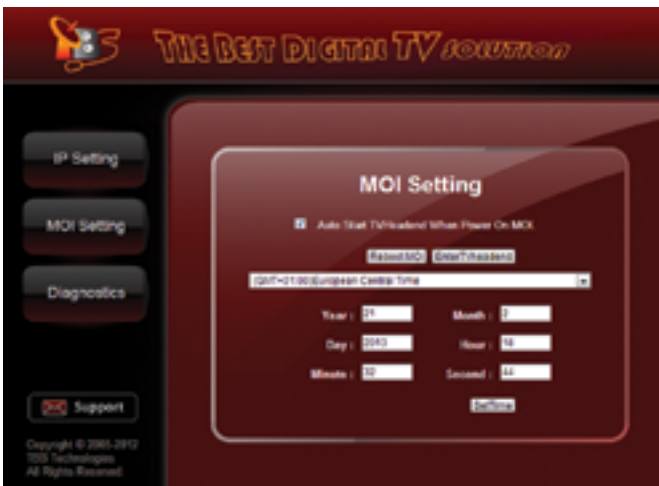 TBS THE BEST DIGITAL TV SOLUTION
IP Setting
MOI Setting
Diagnostics
Support
Copyright © 2005-2012
TBS Technologies
All Rights Reserved
MOI Setting
Auto Start TVHeadend When Power On MOI.
Reboot MOI EnterTvheadend
(GMT+01:00)European Central Time
Year : 21 Month : 2
Day : 2013 Hour : 18
Minute : 32 Second : 44
SetTime